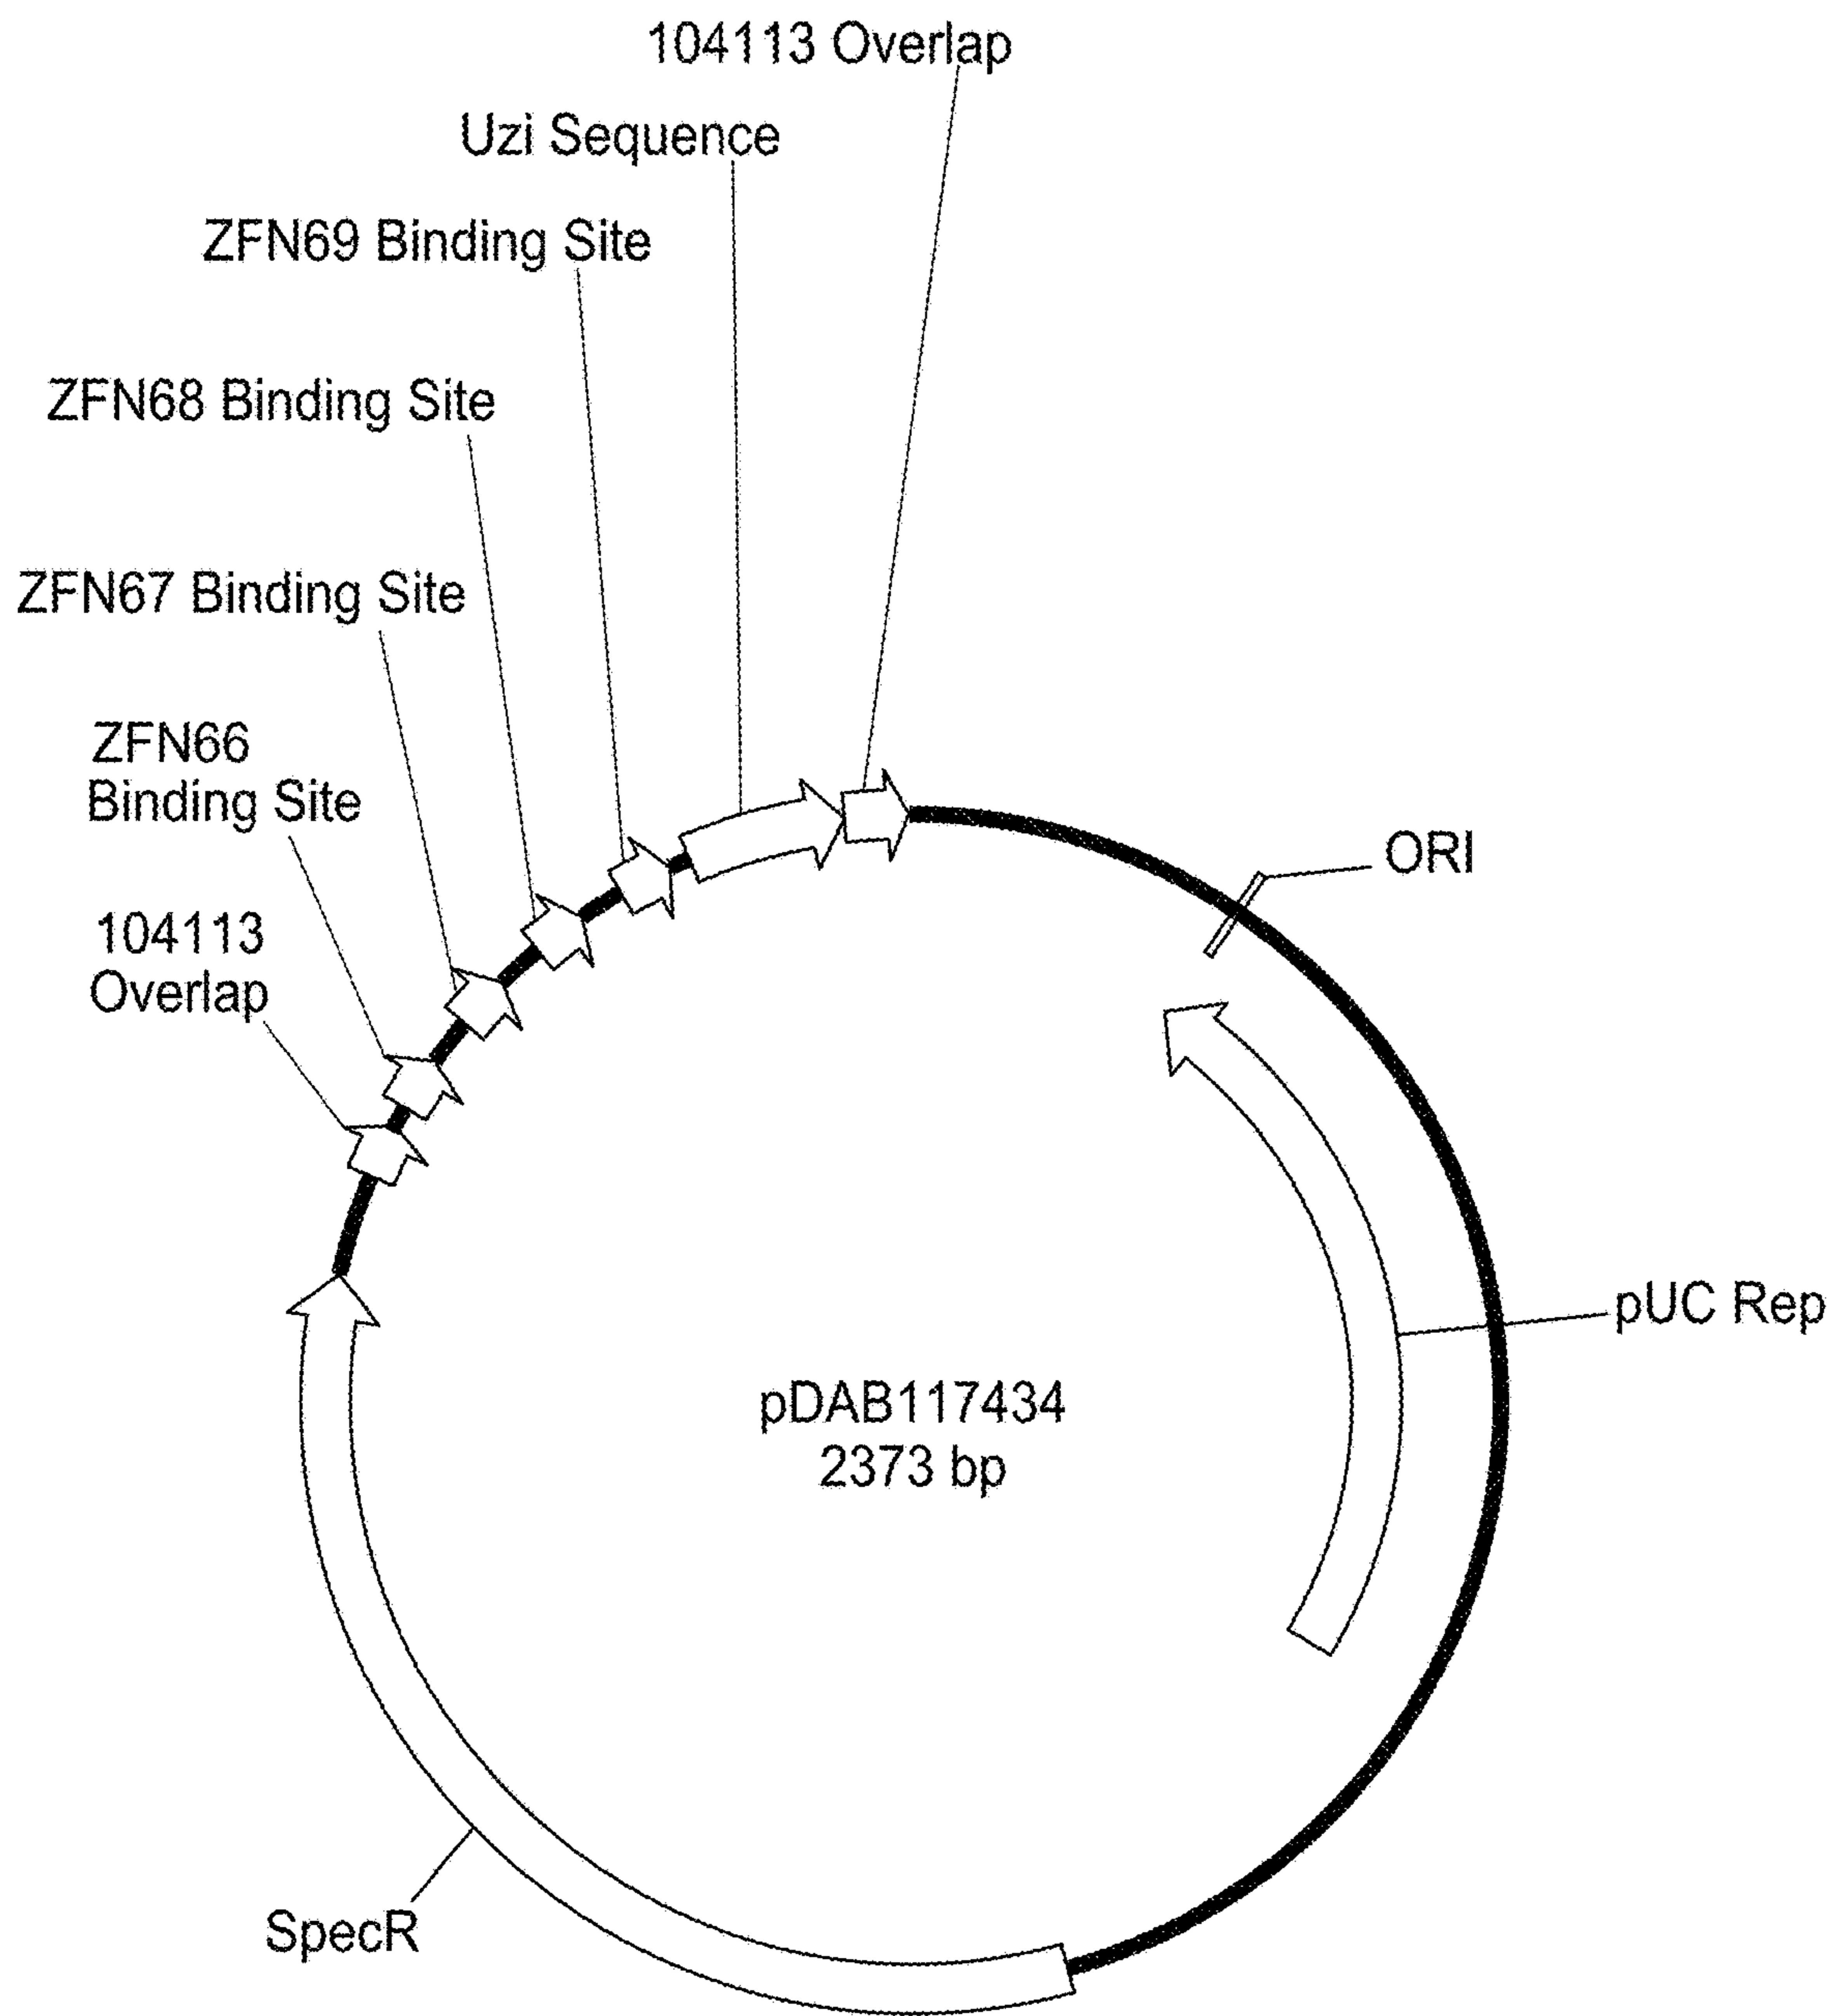 104113 Overlap
Uzi Sequence
ZFN69 Binding Site
ZFN68 Binding Site
ZFN67 Binding Site
ZFN66
Binding Site
104113
Overlap
ORI
pUC Rep
pDAB117434
2373 bp
SpecR